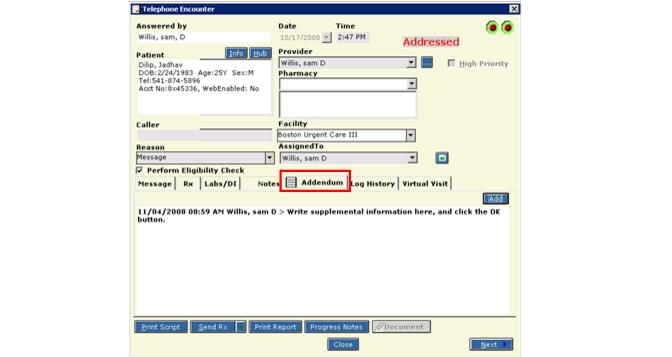 Telephone Encounter
Answered by
Willis, sam, D
Date
Time
10/17/2008
2:47 PM
Addressed
Patient
Info
Hub
Dilip, Jadhav
DOB:2/24/1983 Age:25Y Sex:M
Tel:541-874-5896
Acct No:8x45336, WebEnabled: No
Provider
Willis, sam D
...
High Priority
Pharmacy
Caller
Facility
Boston Urgent Care III
Reason
Message
AssignedTo
Willis, sam D
Perform Eligibility Check
Message
Rx
Labs/DI
Notes
Addendum
Log History
Virtual Visit
Add
11/04/2008 08:59 AM Willis, sam D > Write supplemental information here, and click the OK
button.
Print Script
Send Rx
Print Report
Progress Notes
Document
Close
Next